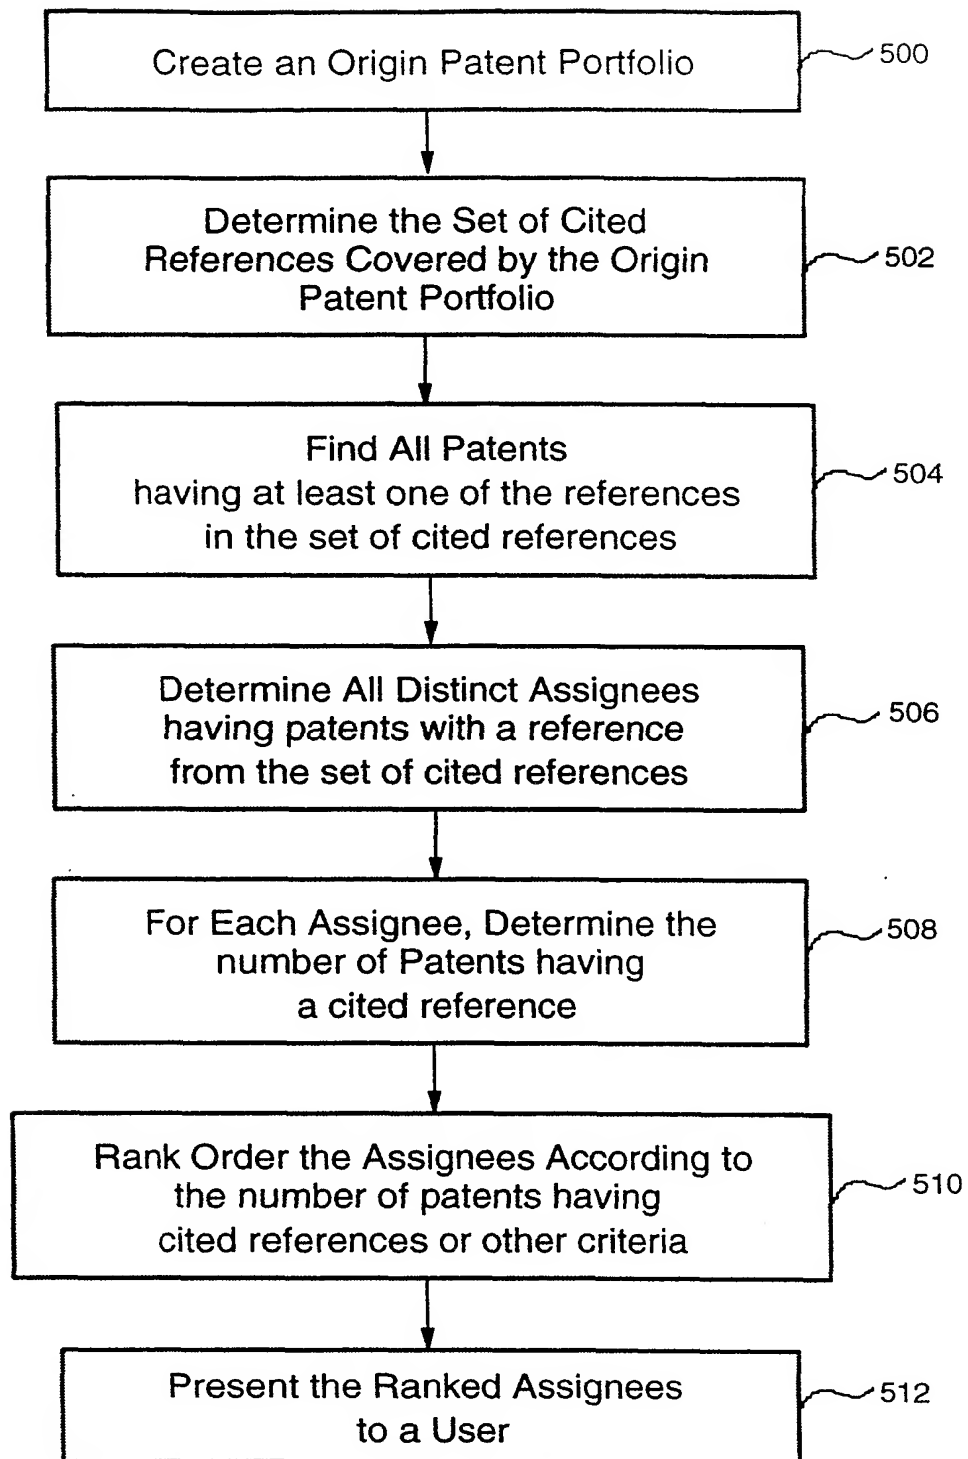 Create an Origin Patent Portfolio
500
Determine the Set of Cited
References Covered by the Origin
Patent Portfolio
502
Find All Patents
having at least one of the references
in the set of cited references
504
Determine All Distinct Assignees
having patents with a reference
from the set of cited references
506
For Each Assignee, Determine the
number of Patents having
a cited reference
508
Rank Order the Assignees According to
the number of patents having
cited references or other criteria
510
Present the Ranked Assignees
to a User
512